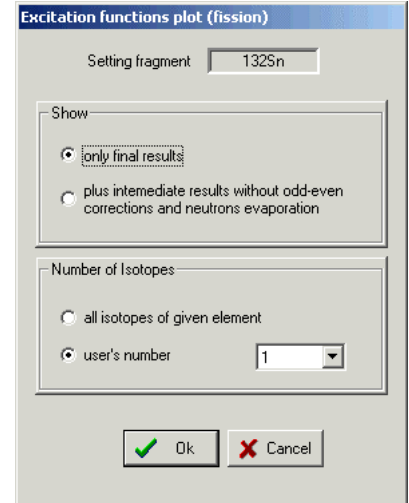 Excitation functions plot (fission)
Setting fragment 132Sn
Show
only final results
plus intemediate results without odd-even
corrections and neutrons evaporation
Number of Isotopes
all isotopes of given element
user's number 1
Ok Cancel